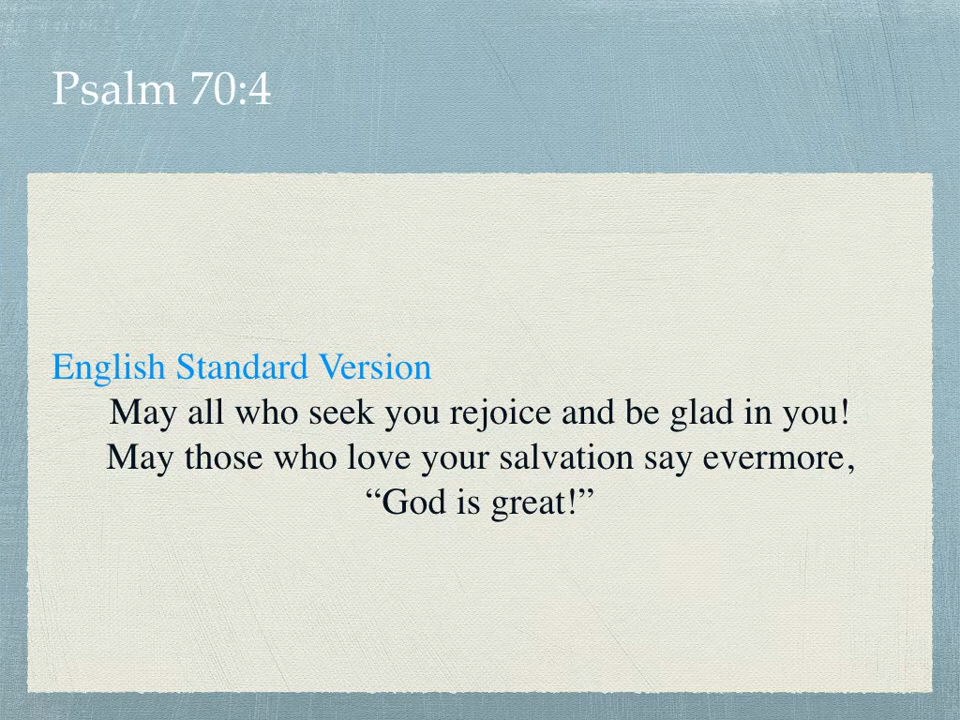 Psalm 70:4
English Standard Version
May all who seek you rejoice and be glad in you!
May those who love your salvation say evermore,
“God is great!”